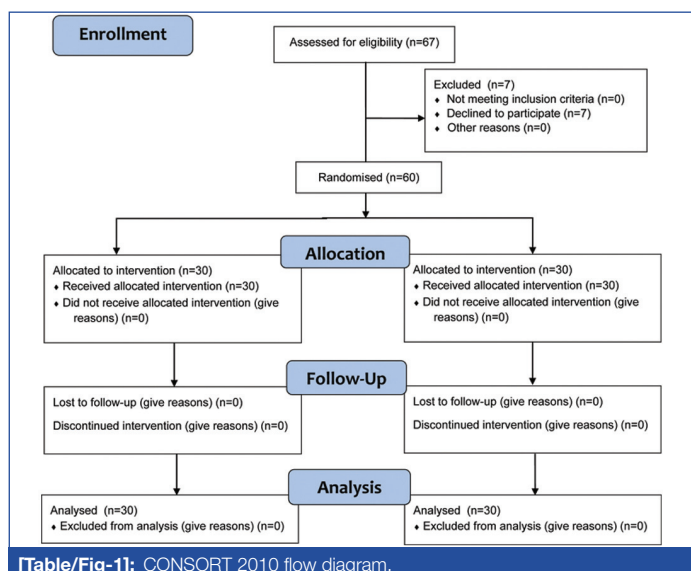 Enrollment
Assessed for eligibility (n=67)
Excluded (n=7)
♦ Not meeting inclusion criteria (n=0)
♦ Declined to participate (n=7)
♦ Other reasons (n=0)
Randomised (n=60)
Allocation
Allocated to intervention (n=30)
♦ Received allocated intervention (n=30)
♦ Did not receive allocated intervention (give
reasons) (n=0)
Allocated to intervention (n=30)
♦ Received allocated intervention (n=30)
♦ Did not receive allocated intervention (give
reasons) (n=0)
Follow-Up
Lost to follow-up (give reasons) (n=0)
Discontinued intervention (give reasons) (n=0)
Lost to follow-up (give reasons) (n=0)
Discontinued intervention (give reasons) (n=0)
Analysis
Analysed (n=30)
♦ Excluded from analysis (give reasons) (n=0)
Analysed (n=30)
♦ Excluded from analysis (give reasons) (n=0)
[Table/Fig-1]: CONSORT 2010 flow diagram.